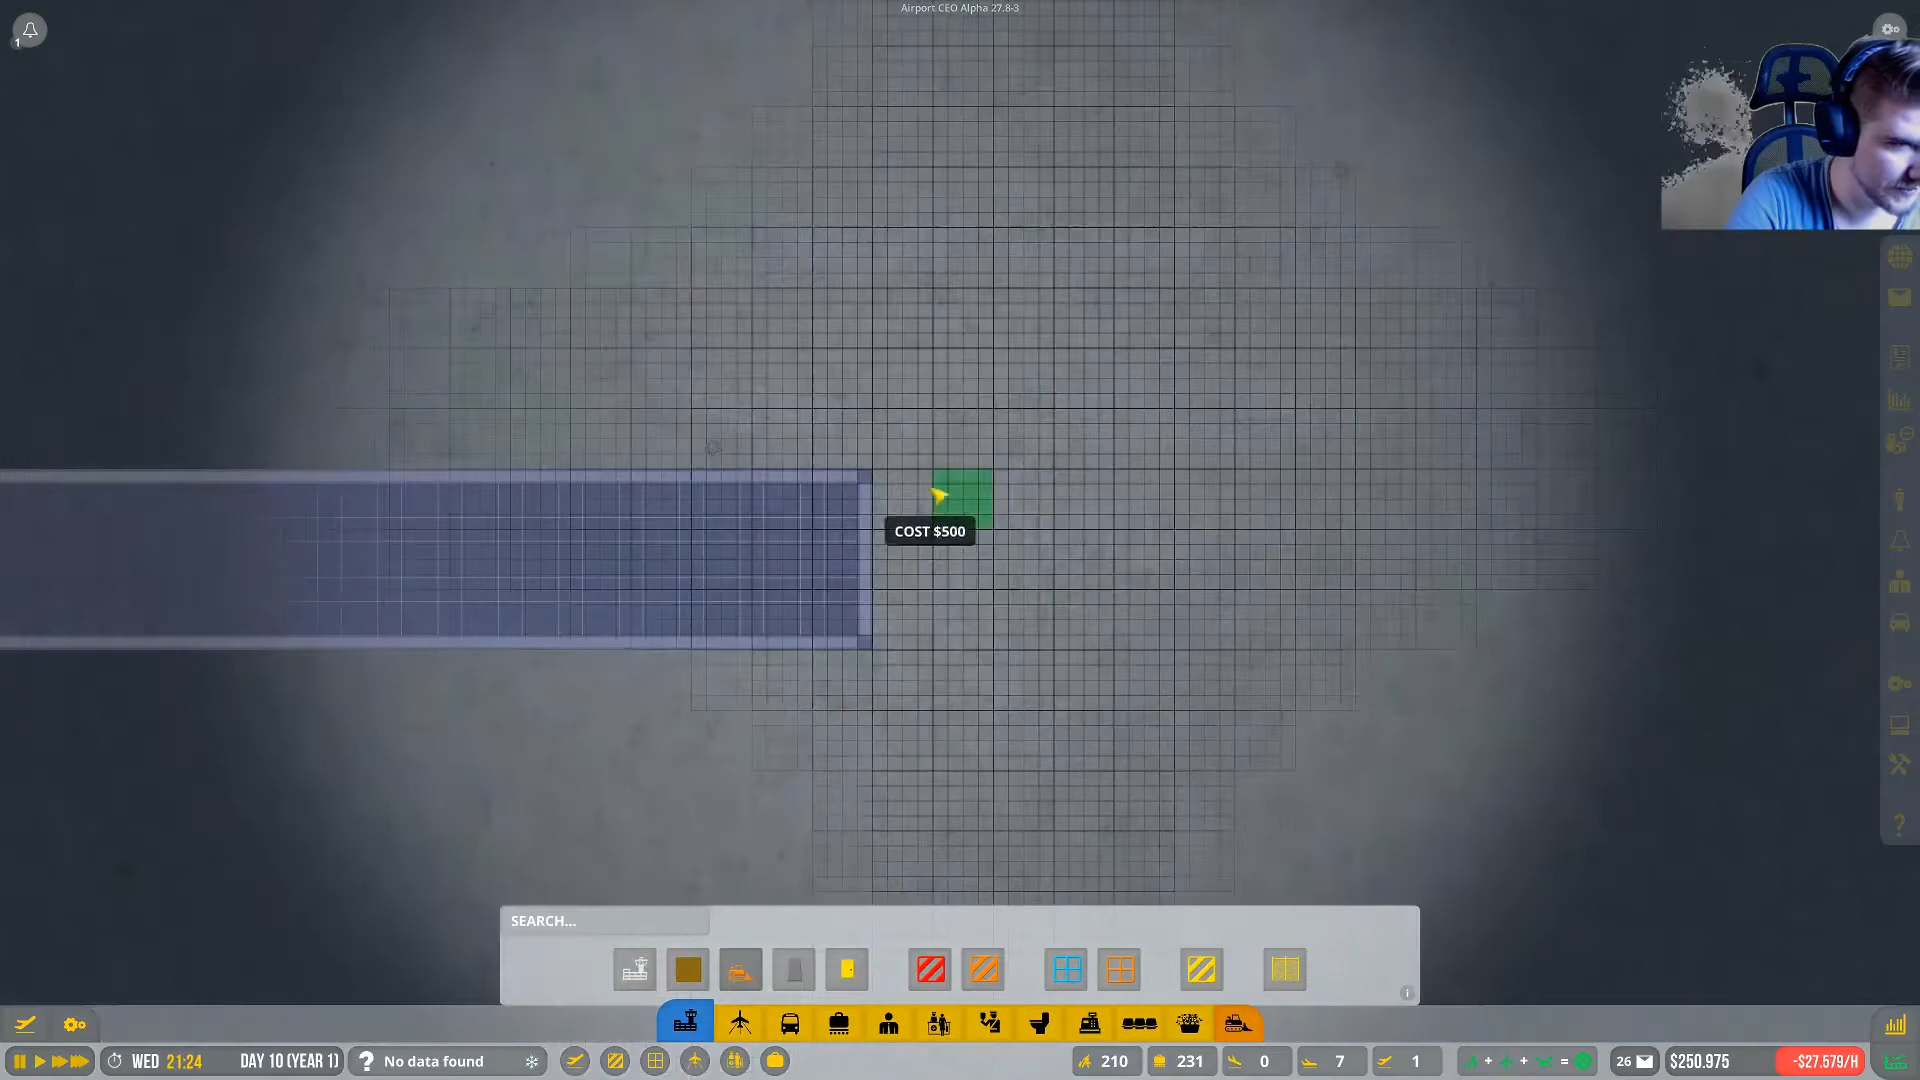 Airport CEO Alpha 27.8-3
1
COST $500
SEARCH...
i
WED 21:24 DAY 10 (YEAR 1) ? No data found 210 231 0 7 1 + + = 26 $250.975 -$27.579/H
?